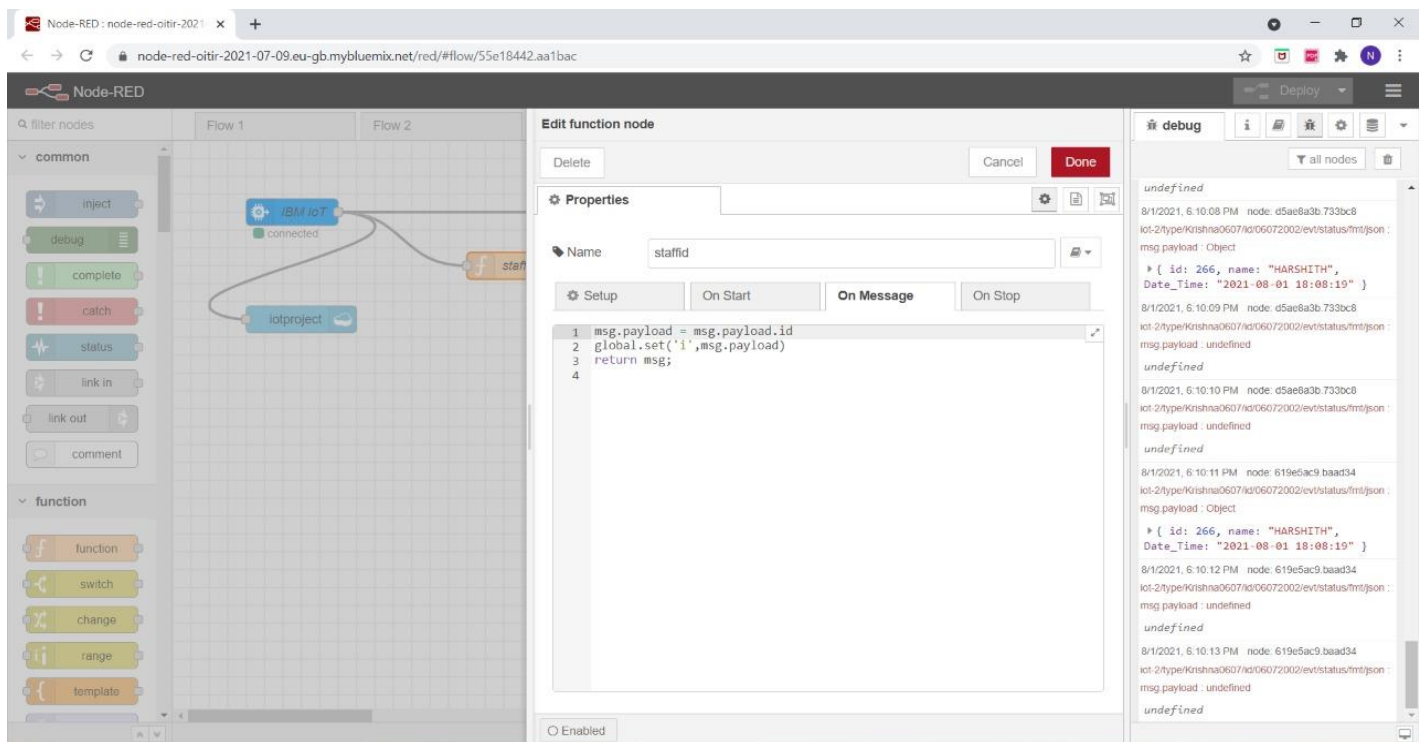 Node-RED : node-red-oitir-2021-
node-red-oitir-2021-07-09.eu-gb.mybluemix.net/red/#flow/55e18442.aa1bac
N
Node-RED
Deploy
filter nodes
common
inject
debug
complete
catch
status
link in
link out
comment
function
function
switch
change
range
template
Flow 1
Flow 2
IBM IoT
connected
iotproject
Edit function node
Delete
Cancel
Done
Properties
Name
staffid
Setup
On Start
On Message
On Stop
1 msg.payload = msg.payload.id
2 global.set('i',msg.payload)
3 return msg;
4
Enabled
debug
all nodes
undefined
8/1/2021, 6:10:08 PM node: d5ae8a3b.733bc8
iot-2/type/Krishna0607/id/06072002/evt/status/fmt/json :
msg.payload : Object
{ id: 266, name: "HARSHITH",
Date_Time: "2021-08-01 18:08:19" }
8/1/2021, 6:10:09 PM node: d5ae8a3b.733bc8
iot-2/type/Krishna0607/id/06072002/evt/status/fmt/json :
msg.payload : undefined
undefined
8/1/2021, 6:10:10 PM node: d5ae8a3b.733bc8
iot-2/type/Krishna0607/id/06072002/evt/status/fmt/json :
msg.payload : undefined
undefined
8/1/2021, 6:10:11 PM node: 619e5ac9.baad34
iot-2/type/Krishna0607/id/06072002/evt/status/fmt/json :
msg.payload : Object
{ id: 266, name: "HARSHITH",
Date_Time: "2021-08-01 18:08:19" }
8/1/2021, 6:10:12 PM node: 619e5ac9.baad34
iot-2/type/Krishna0607/id/06072002/evt/status/fmt/json :
msg.payload : undefined
undefined
8/1/2021, 6:10:13 PM node: 619e5ac9.baad34
iot-2/type/Krishna0607/id/06072002/evt/status/fmt/json :
msg.payload : undefined
undefined